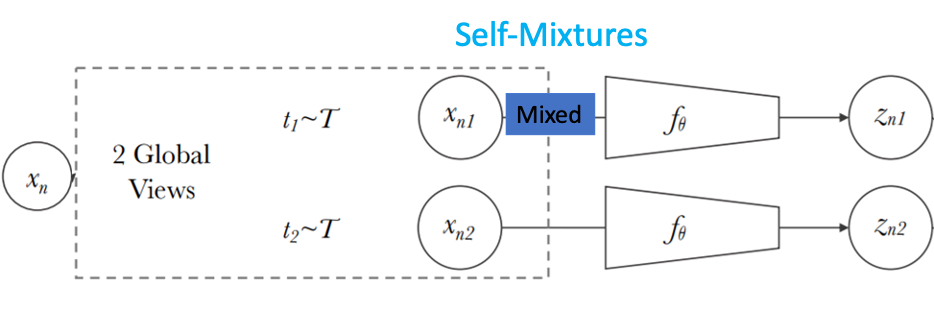 Self-Mixtures
t1~T
xn1
Mixed
fθ
zn1
2 Global
Views
xn
t2~T
xn2
fθ
zn2